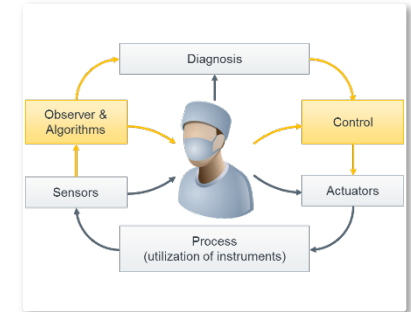 Diagnosis
Observer &
Algorithms
Control
Sensors
Actuators
Process
(utilization of instruments)